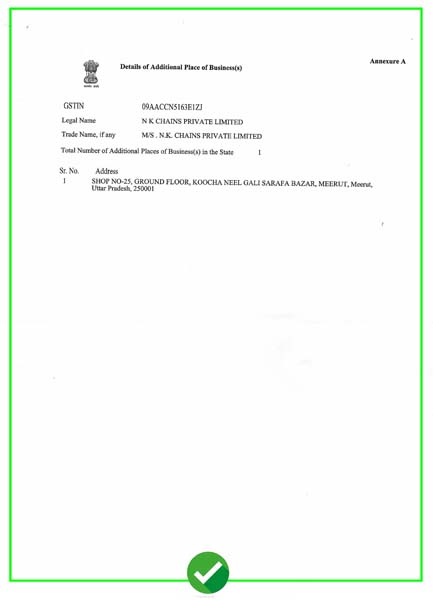 Annexure A
Details of Additional Place of Business(s)
GSTIN 09AACCN5163E1ZJ
Legal Name N K CHAINS PRIVATE LIMITED
Trade Name, if any M/S . N.K. CHAINS PRIVATE LIMITED
Total Number of Additional Places of Business(s) in the State 1
Sr. No. Address
1 SHOP NO-25, GROUND FLOOR, KOOCHA NEEL GALI SARAFA BAZAR, MEERUT, Meerut,
Uttar Pradesh, 250001